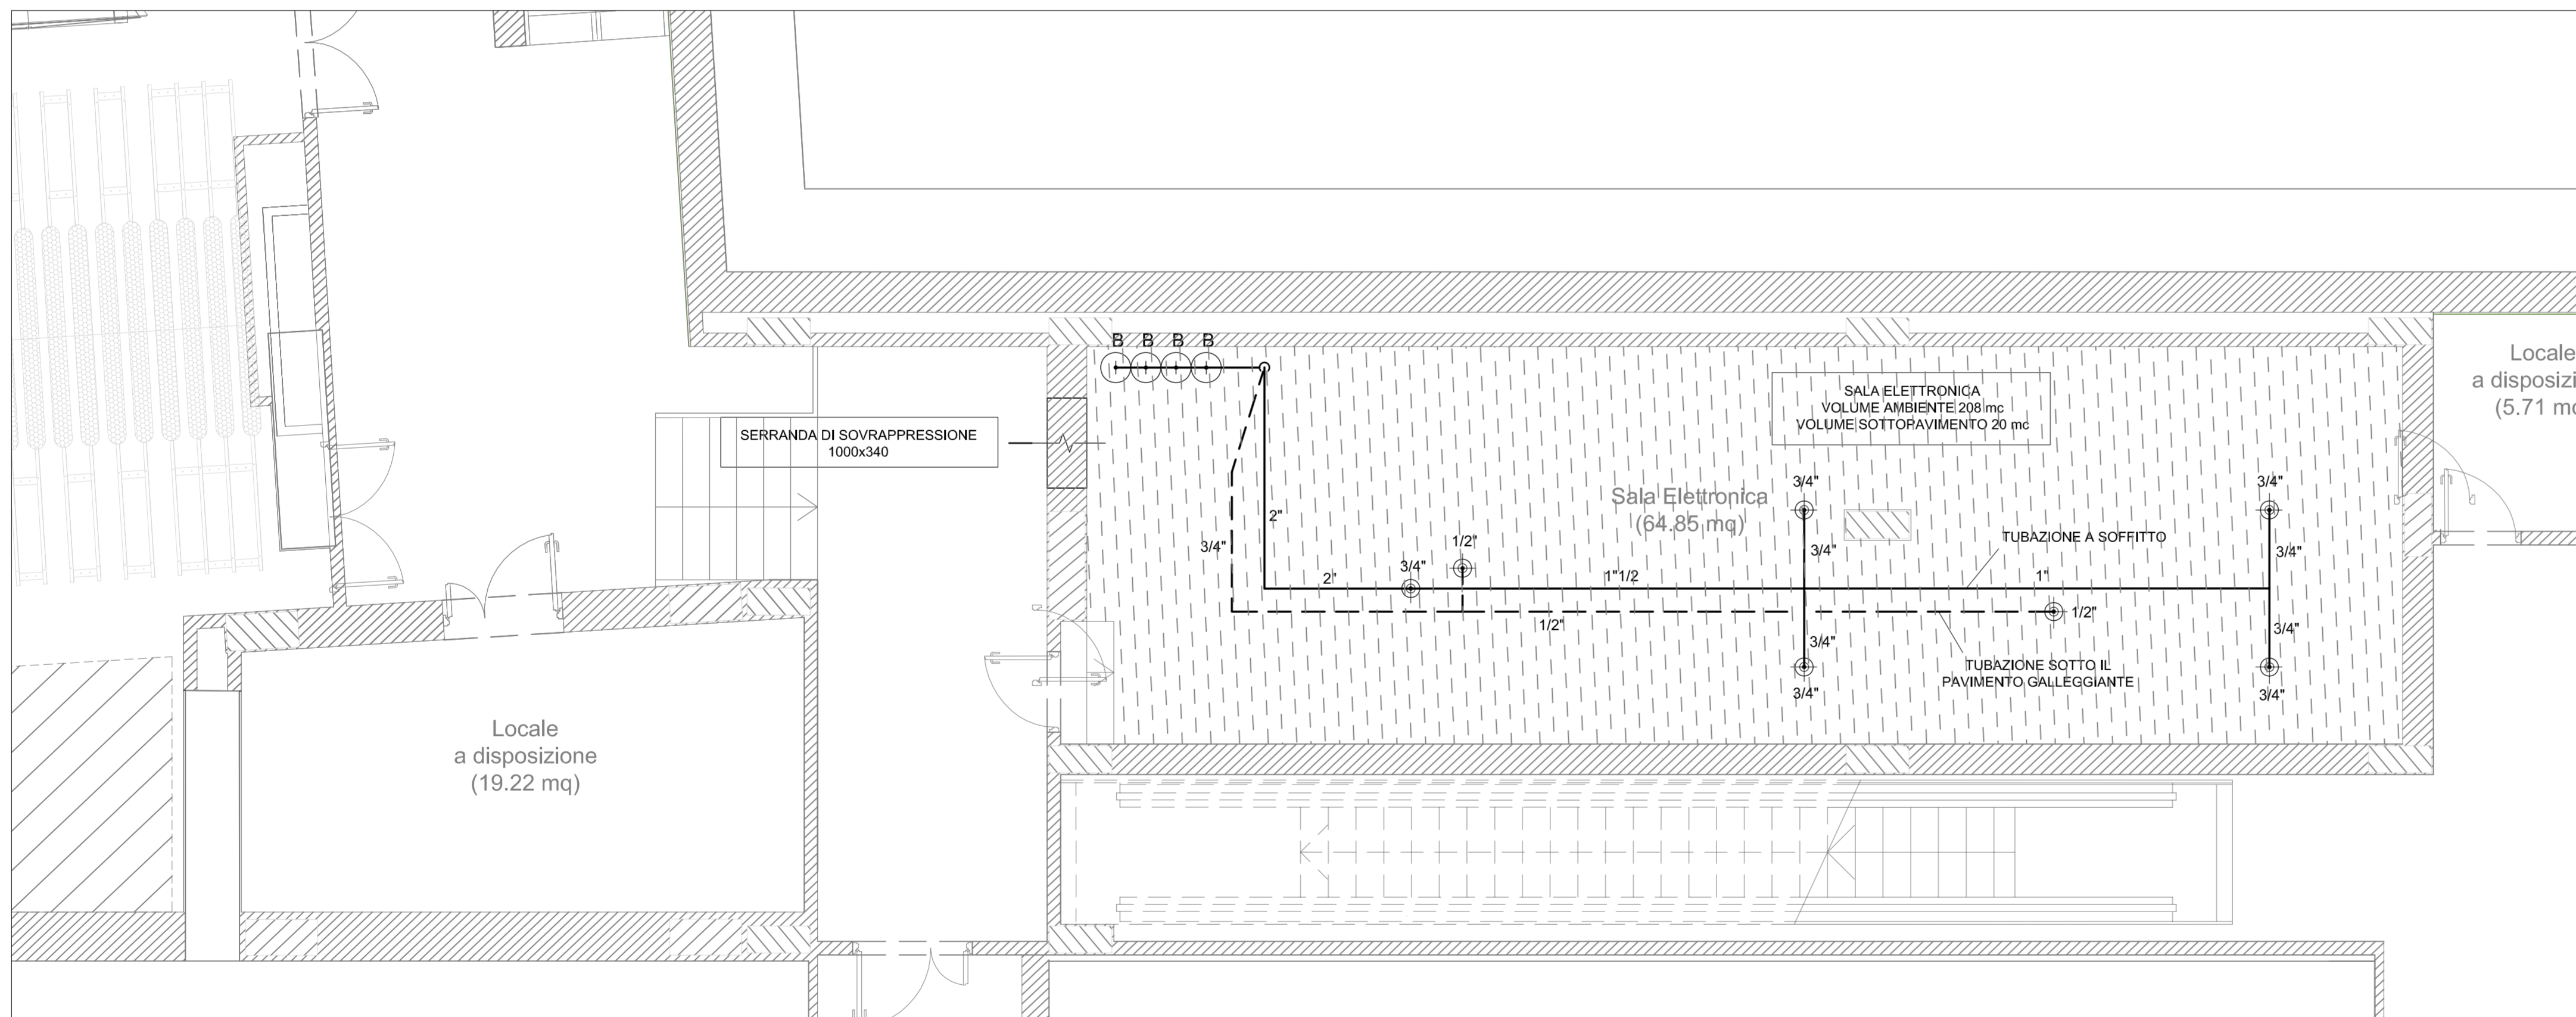 B B B B
SERRANDA DI SOVRAPPRESSIONE
1000x340
SALA ELETTRONICA
VOLUME AMBIENTE 208 mc
VOLUME SOTTOPAVIMENTO 20 mc
Locale
a disposizi
(5.71 mq
Sala Elettronica
(64.85 mq)
3/4"
3/4"
2"
3/4"
1/2"
3/4"
3/4"
TUBAZIONE A SOFFITTO
3/4"
2"
1"1/2
1"
1/2"
1/2"
3/4"
3/4"
TUBAZIONE SOTTO IL
PAVIMENTO GALLEGGIANTE
3/4"
3/4"
Locale
a disposizione
(19.22 mq)